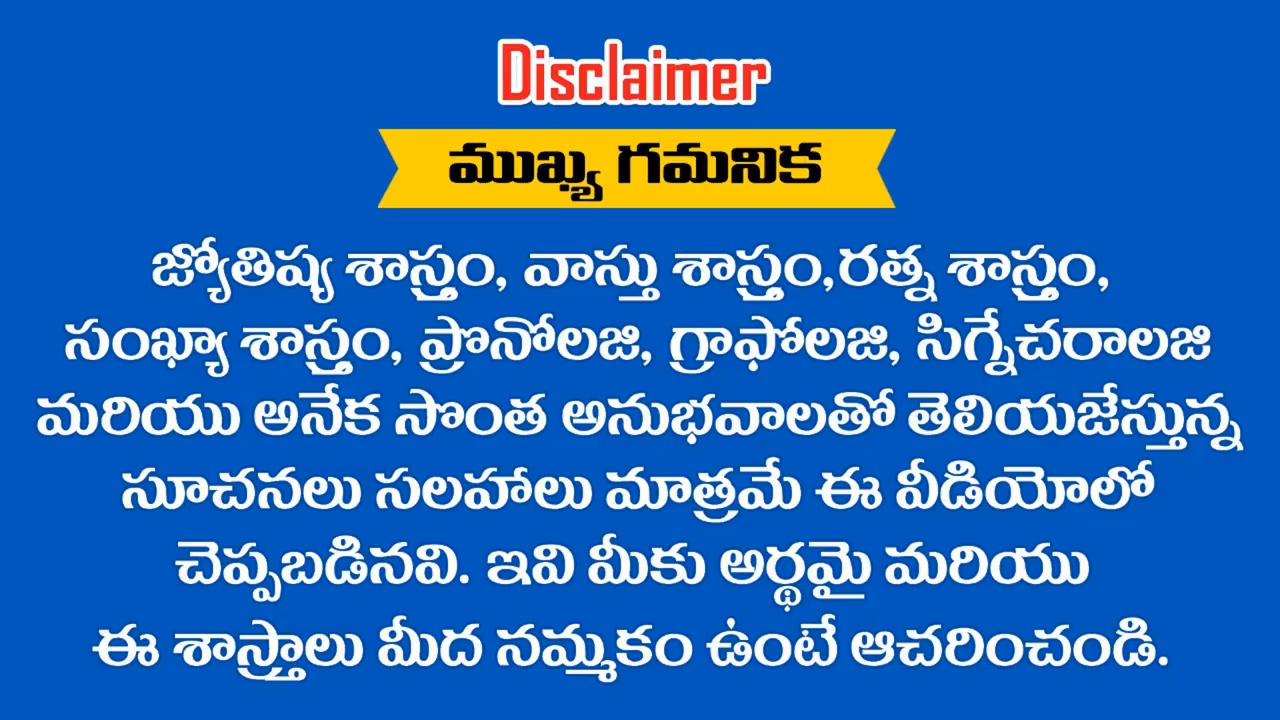 Disclaimer
ముఖ్య గమనిక
జ్యోతిష్య శాస్త్రం, వాస్తు శాస్త్రం,రత్న శాస్త్రం,
సంఖ్యా శాస్త్రం, ప్రొనోలజి, గ్రాఫోలజి, సిగ్నేచరాలజి
మరియు అనేక సొంత అనుభవాలతో తెలియజేస్తున్న
సూచనలు సలహాలు మాత్రమే ఈ వీడియోలో
చెప్పబడినవి. ఇవి మీకు అర్థమై మరియు
ఈ శాస్త్రాలు మీద నమ్మకం ఉంటే ఆచరించండి.